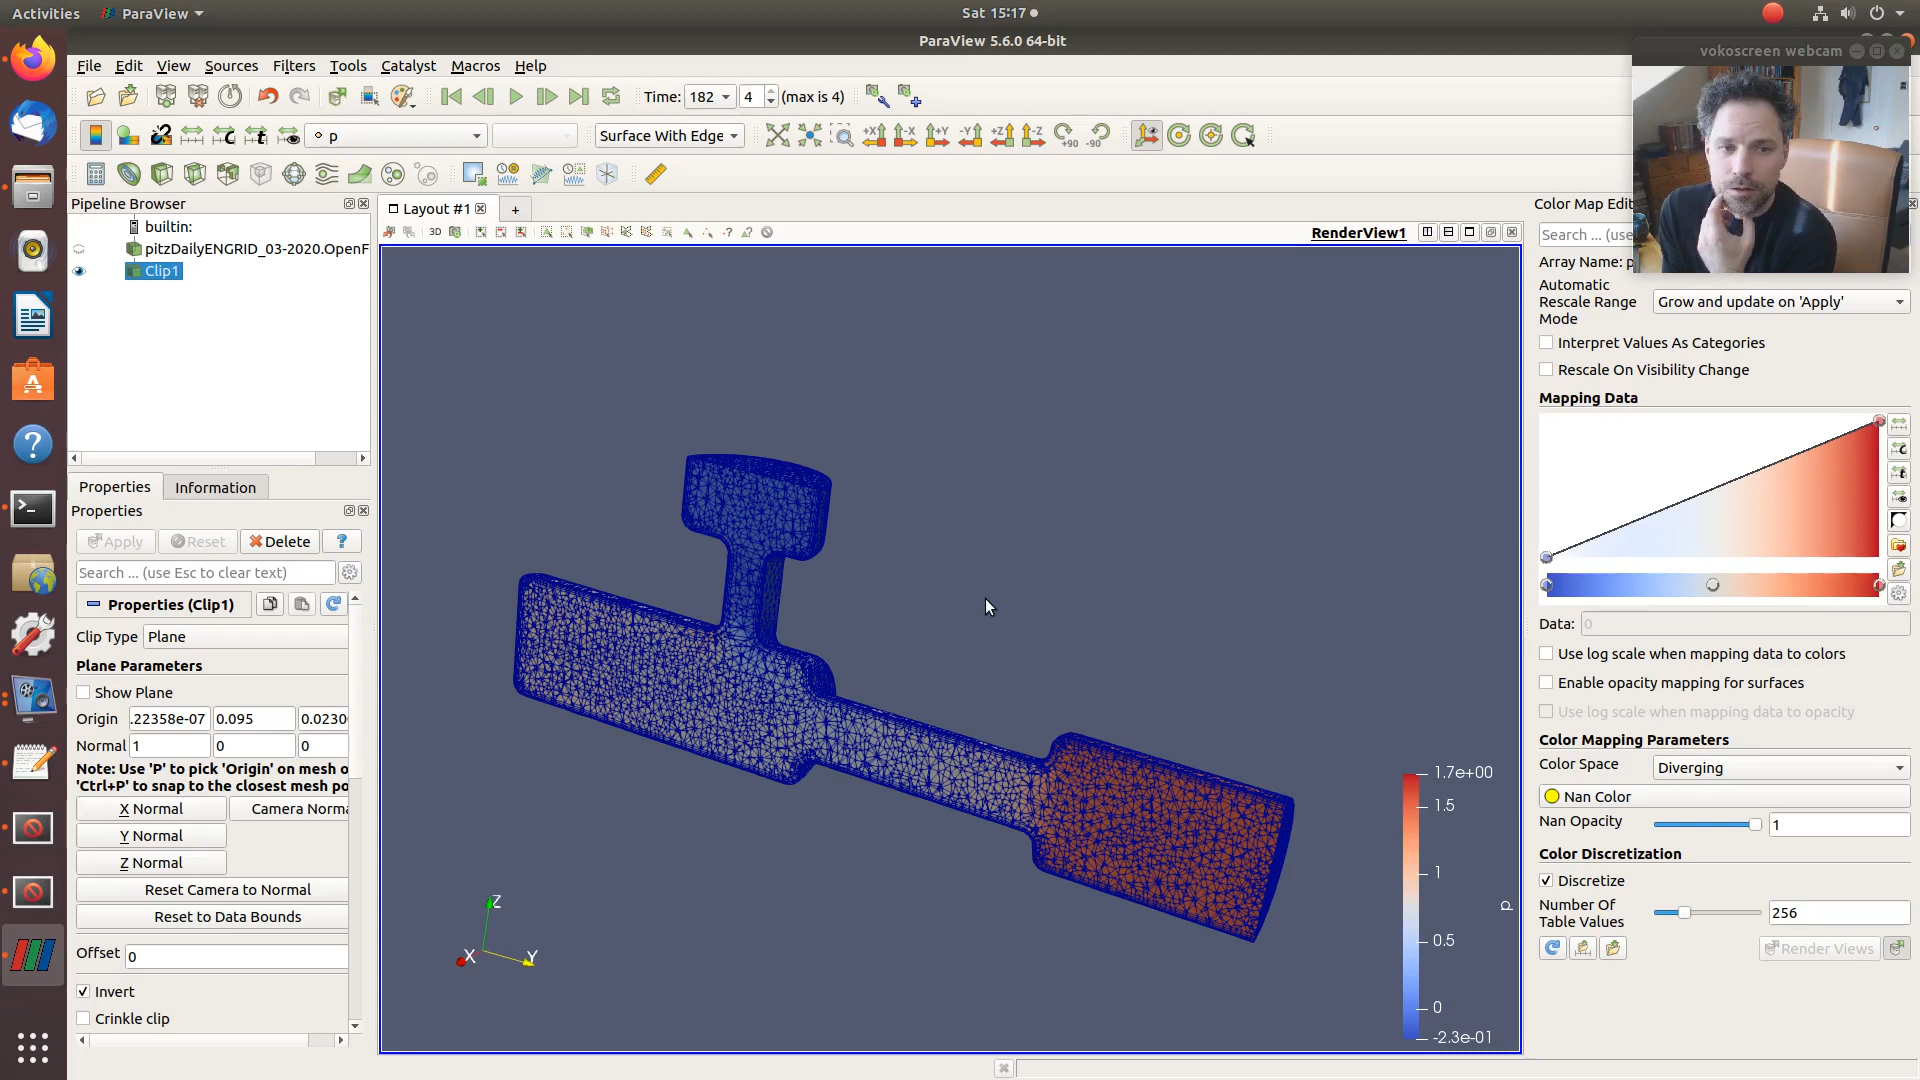 Activities
ParaView
Sat 15:17
ParaView 5.6.0 64-bit
vokoscreen webcam
File Edit View Sources Filters Tools Catalyst Macros Help
Time: 182 4 (max is 4)
p
Surface With Edge
+X -X +Y -Y +Z -Z +90 -90
Pipeline Browser
builtin:
pitzDailyENGRID_03-2020.OpenF
Clip1
Layout #1
+
3D
RenderView1
Properties Information
Properties
Apply Reset Delete ?
Search ... (use Esc to clear text)
Properties (Clip1)
Clip Type Plane
Plane Parameters
Show Plane
Origin .22358e-07 0.095 0.0230
Normal 1 0 0
Note: Use 'P' to pick 'Origin' on mesh o
'Ctrl+P' to snap to the closest mesh po
X Normal Camera Norma
Y Normal
Z Normal
Reset Camera to Normal
Reset to Data Bounds
Offset 0
Invert
Crinkle clip
Z
X
Y
1.7e+00
1.5
1
0.5
0
-2.3e-01
p
Color Map Edit
Search ... (use
Array Name: p
Automatic
Rescale Range
Mode
Grow and update on 'Apply'
Interpret Values As Categories
Rescale On Visibility Change
Mapping Data
Data: 0
Use log scale when mapping data to colors
Enable opacity mapping for surfaces
Use log scale when mapping data to opacity
Color Mapping Parameters
Color Space Diverging
Nan Color
Nan Opacity 1
Color Discretization
Discretize
Number Of
Table Values
256
Render Views